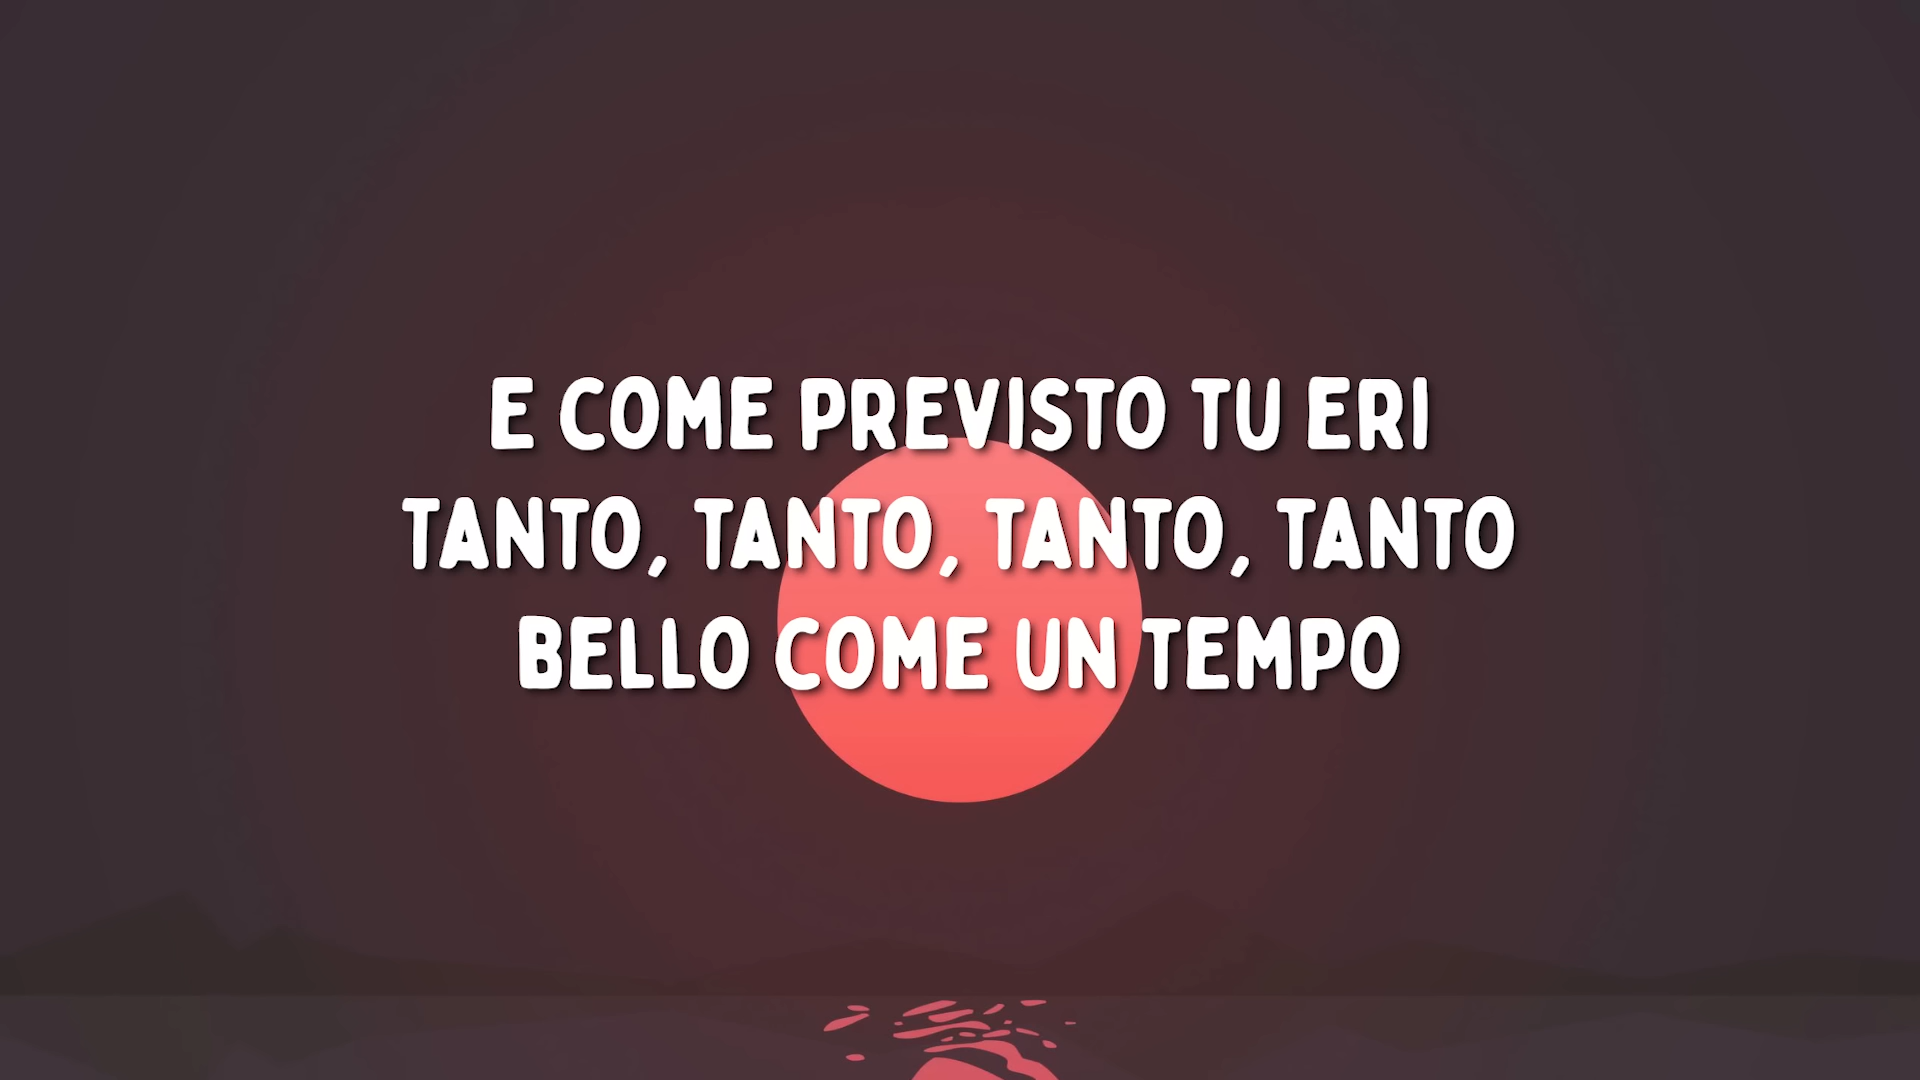 E COME PREVISTO TU ERI
TANTO, TANTO, TANTO, TANTO
BELLO COME UN TEMPO